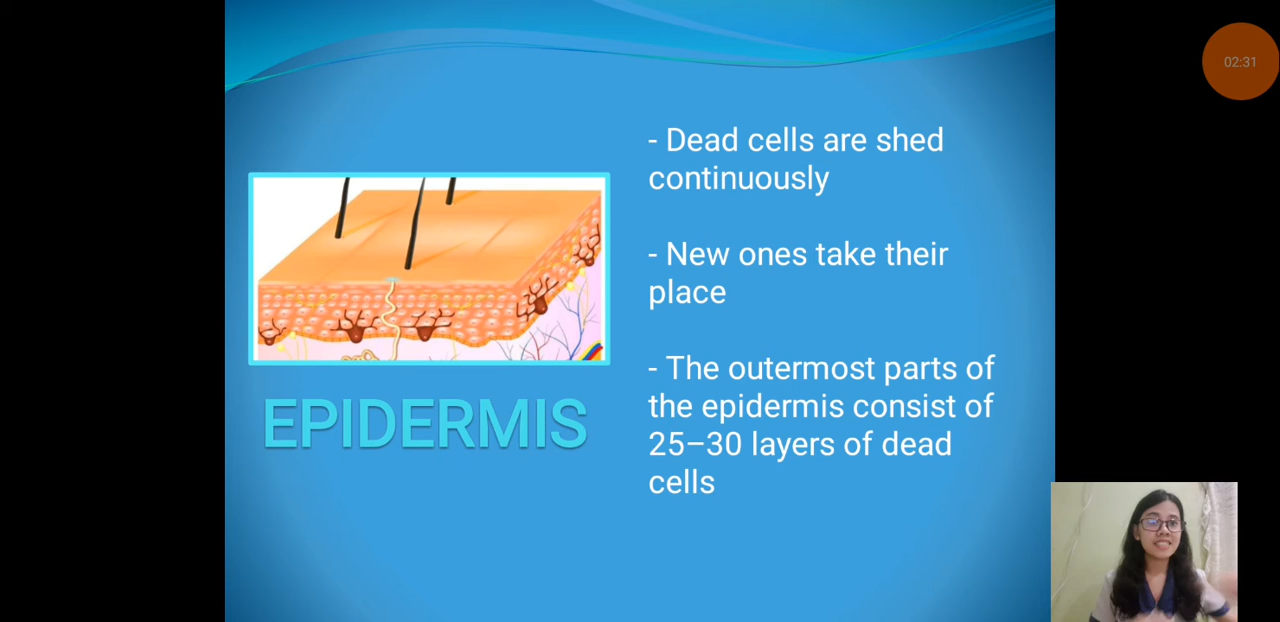 02:31
- Dead cells are shed
continuously
- New ones take their
place
- The outermost parts of
the epidermis consist of
25–30 layers of dead
cells
EPIDERMIS